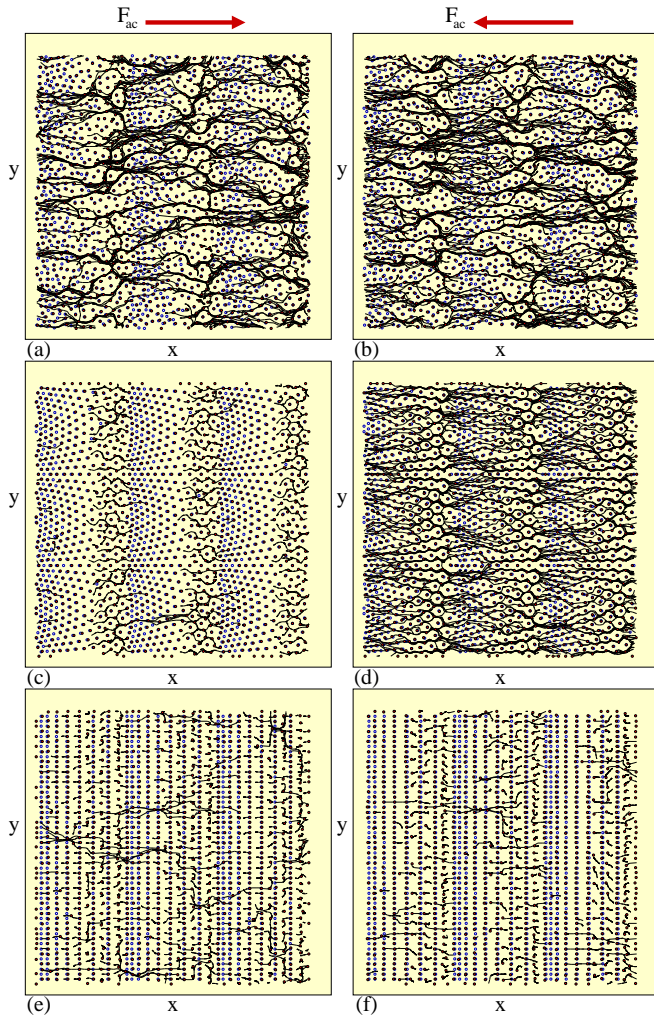 F_ac F_ac
y y
(a) x (b) x
y y
(c) x (d) x
y y
(e) x (f) x